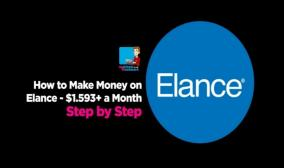 How to Make Money on
Elance - $1.593+ a Month
Step by Step
Elance®